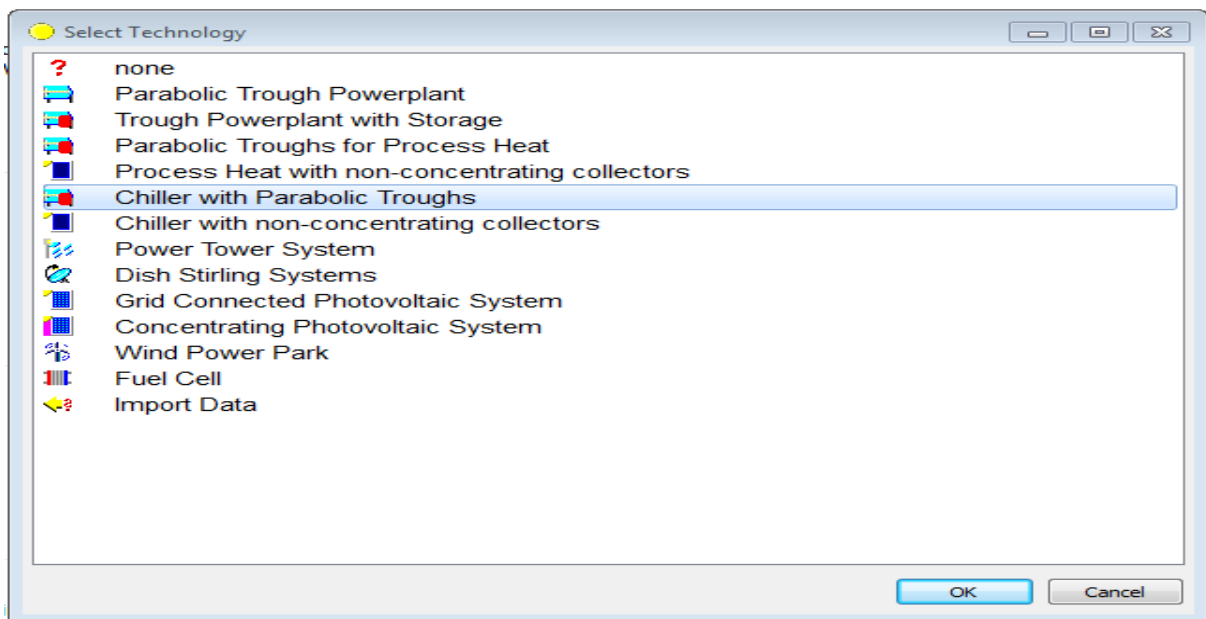 Select Technology
none
Parabolic Trough Powerplant
Trough Powerplant with Storage
Parabolic Troughs for Process Heat
Process Heat with non-concentrating collectors
Chiller with Parabolic Troughs
Chiller with non-concentrating collectors
Power Tower System
Dish Stirling Systems
Grid Connected Photovoltaic System
Concentrating Photovoltaic System
Wind Power Park
Fuel Cell
Import Data
OK Cancel